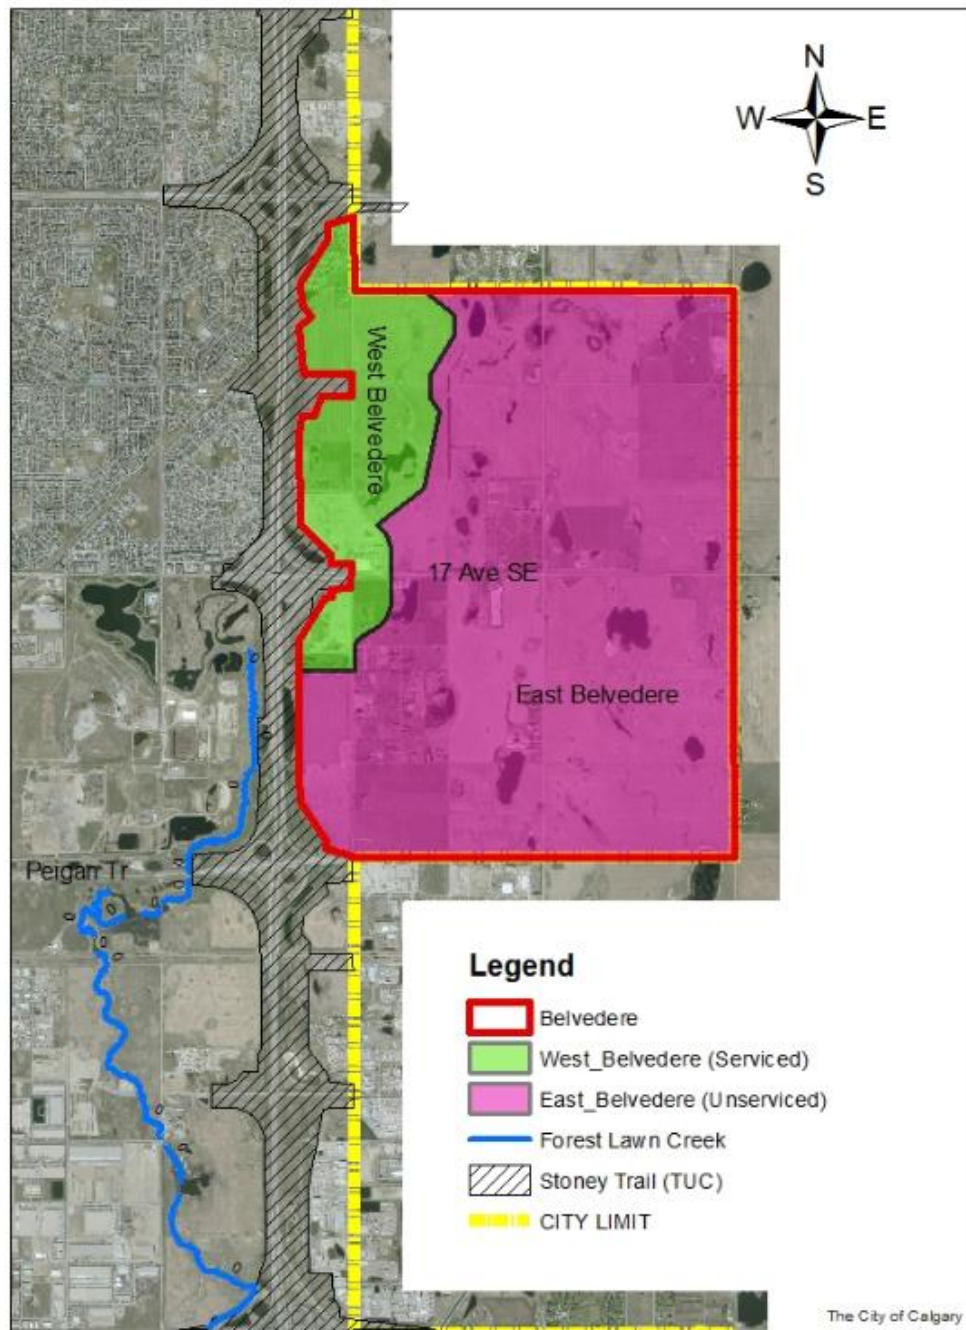 N
W E
S
West Belvedere
17 Ave SE
East Belvedere
Peigan Tr
Legend
Belvedere
West_Belvedere (Serviced)
East_Belvedere (Unserviced)
Forest Lawn Creek
Stoney Trail (TUC)
CITY LIMIT
The City of Calgary